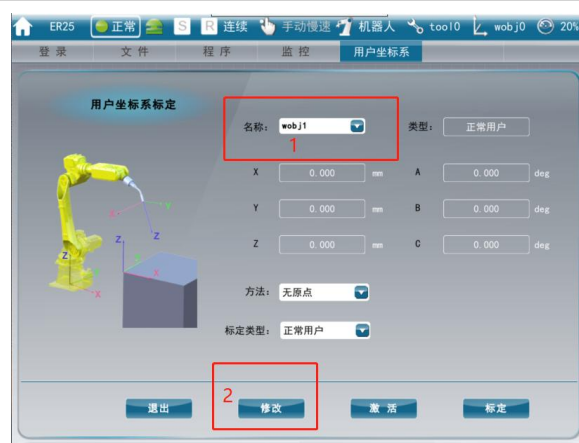 ER25 正常 S R 连续 手动慢速 机器人 tool0 wobj0 20%
登录 文件 程序 监控 用户坐标系
用户坐标系标定
名称： wobj1 类型： 正常用户
1
X 0.000 mm A 0.000 deg
Y 0.000 mm B 0.000 deg
Z 0.000 mm C 0.000 deg
Z Z
Z
X
方法： 无原点
标定类型： 正常用户
2
退出 修改 激活 标定